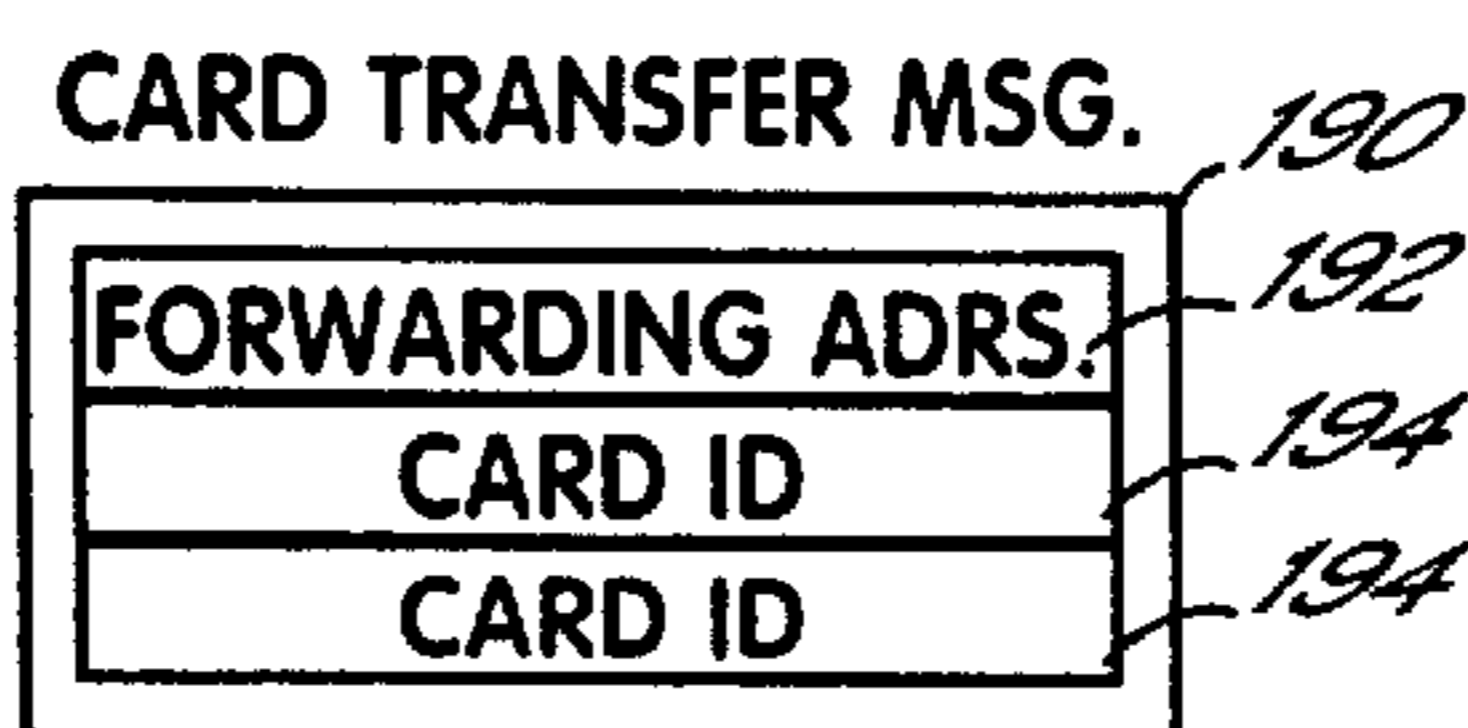 CARD TRANSFER MSG.
190
FORWARDING ADRS.
192
CARD ID
194
CARD ID
194